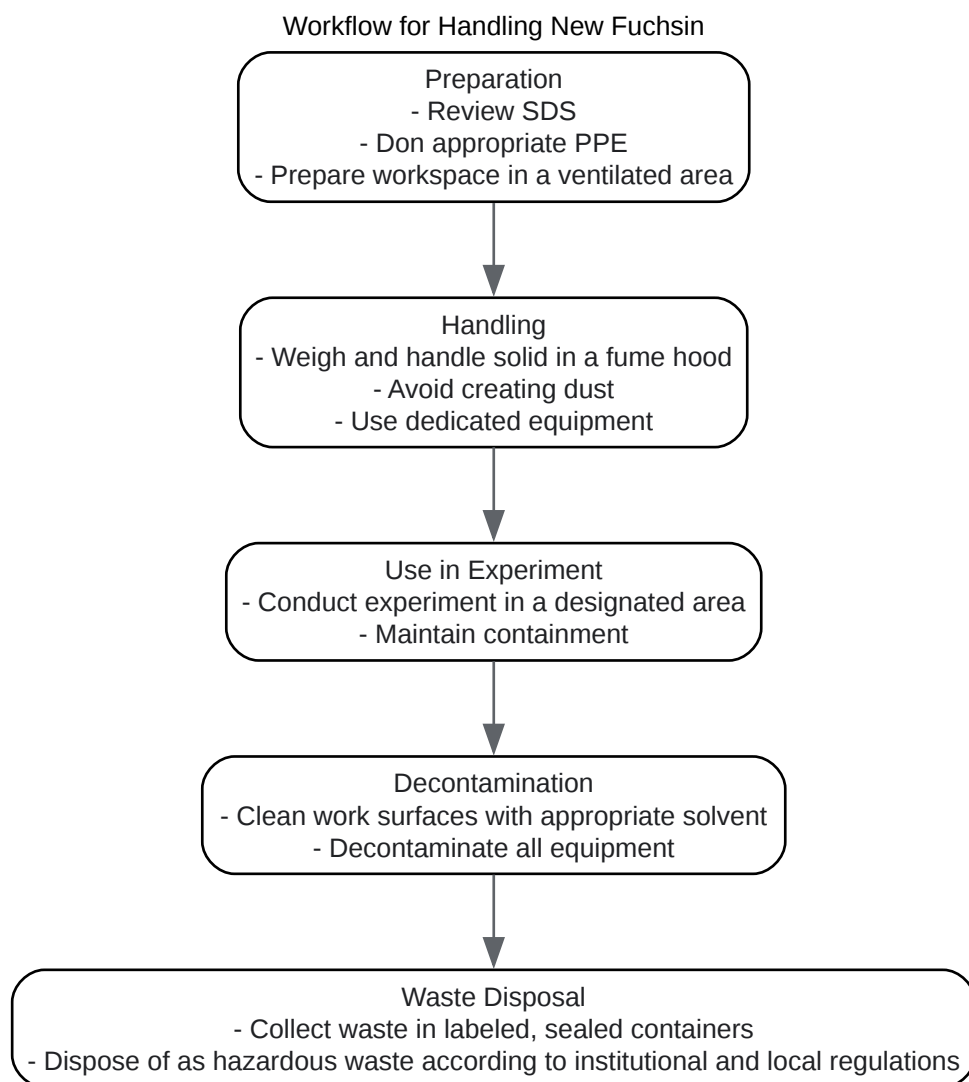 Workflow for Handling New Fuchsin
Preparation
- Review SDS
- Don appropriate PPE
- Prepare workspace in a ventilated area
Handling
- Weigh and handle solid in a fume hood
- Avoid creating dust
- Use dedicated equipment
Use in Experiment
- Conduct experiment in a designated area
- Maintain containment
Decontamination
- Clean work surfaces with appropriate solvent
- Decontaminate all equipment
Waste Disposal
- Collect waste in labeled, sealed containers
- Dispose of as hazardous waste according to institutional and local regulations